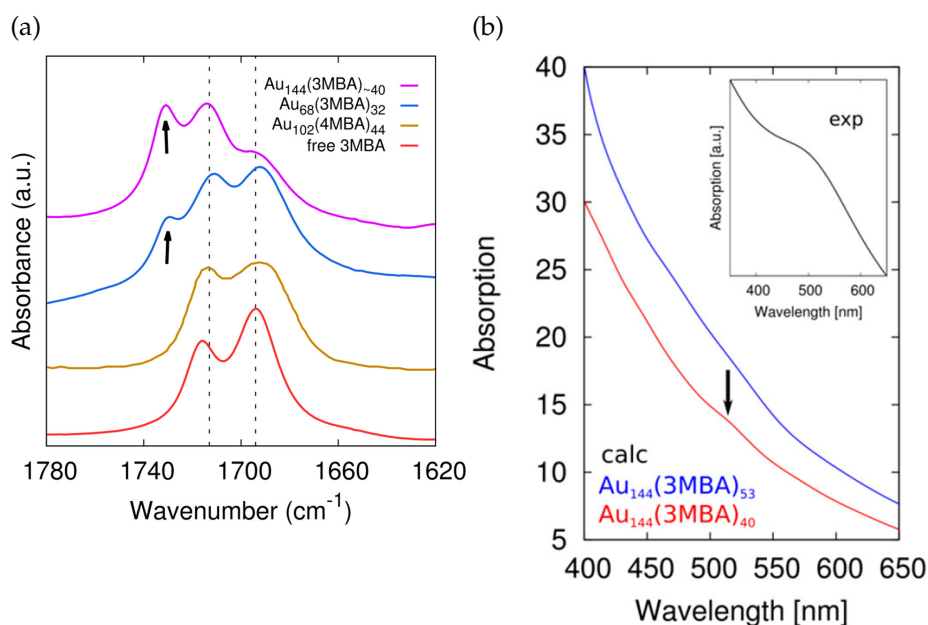 (a)
Au₁₄₄(3MBA)~₄₀
Au₆₈(3MBA)₃₂
Au₁₀₂(4MBA)₄₄
free 3MBA
Absorbance (a.u.)
1780 1740 1700 1660 1620
Wavenumber (cm⁻¹)
(b)
40
35
30
25
20
15
10
5
Absorption
exp
Absorption [a.u.]
400 500 600
Wavelength [nm]
calc
Au₁₄₄(3MBA)₅₃
Au₁₄₄(3MBA)₄₀
400 450 500 550 600 650
Wavelength [nm]